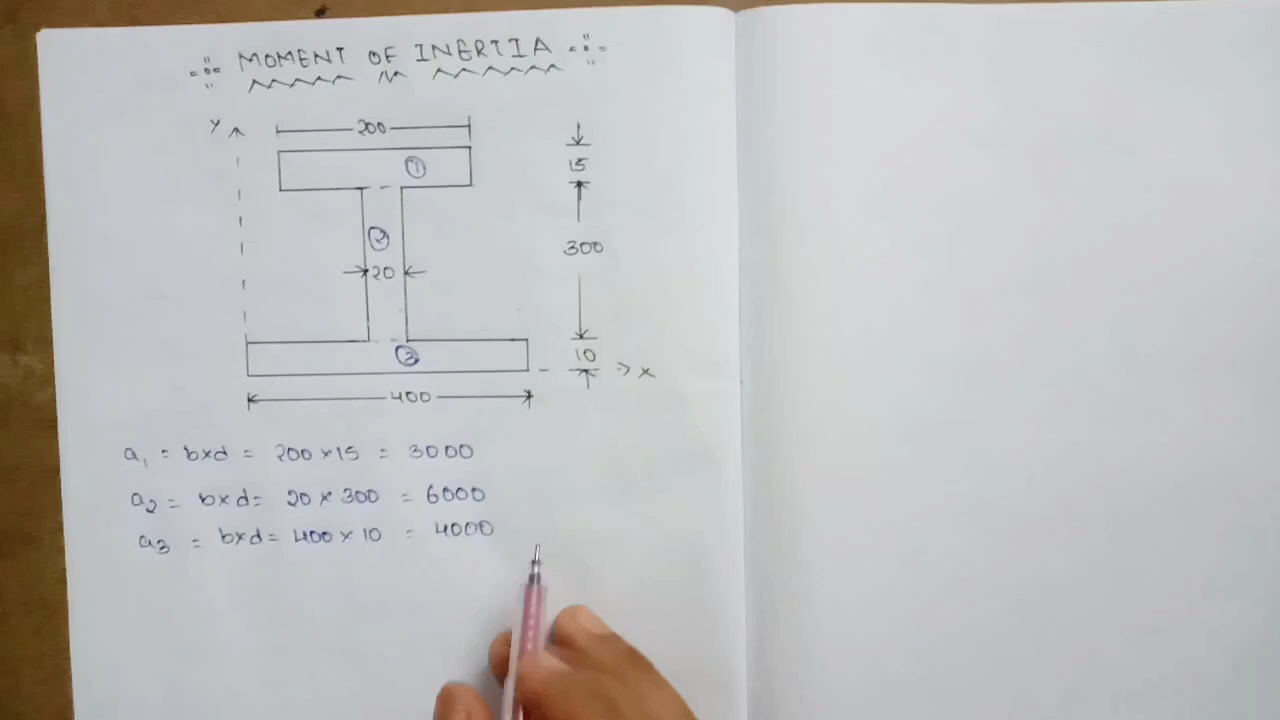 MOMENT OF INERTIA
Y
200
1
15
2
300
20
3
10
X
400
a₁ = b×d = 200×15 = 3000
a₂ = b×d = 20 × 300 = 6000
a₃ = b×d = 400 × 10 = 4000